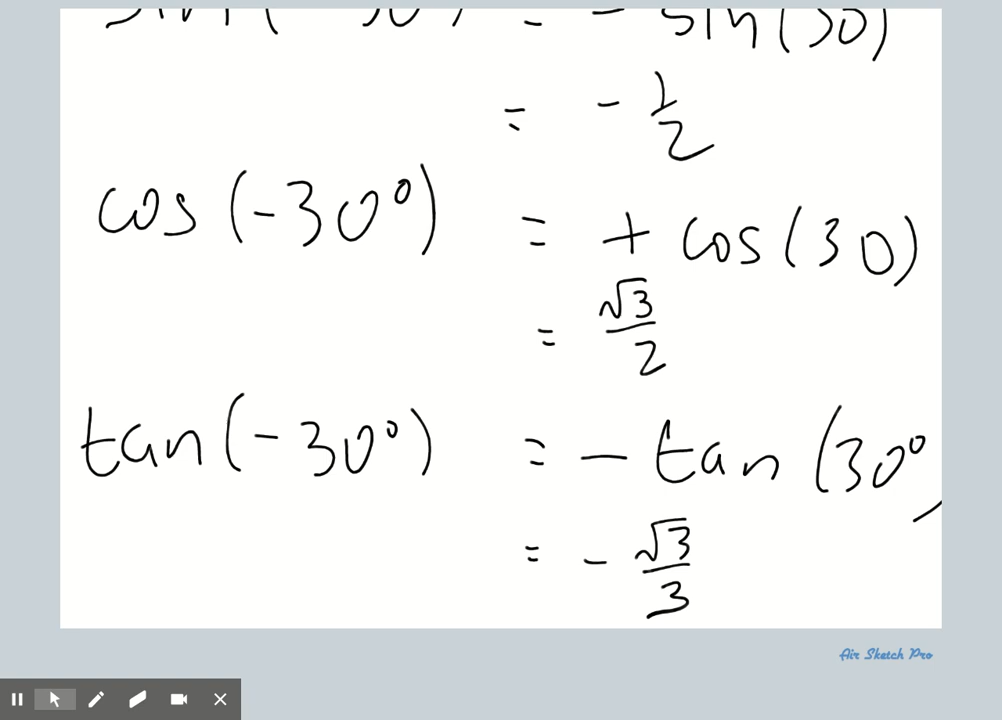 = - sin(30)
= - 1/2
cos(-30°) = + cos(30)
= √3/2
tan(-30°) = - tan(30°)
= - √3/3
Air Sketch Pro